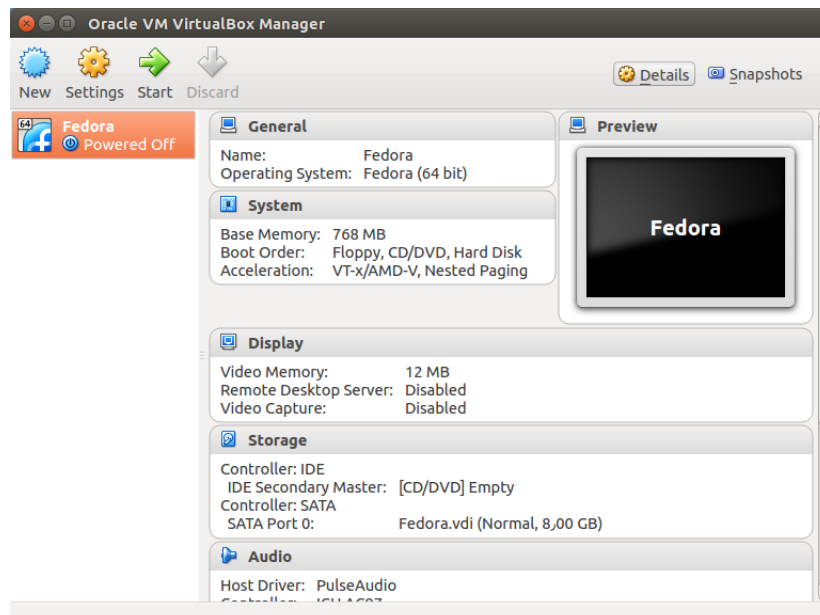 Oracle VM VirtualBox Manager
New Settings Start Discard
Details Snapshots
64
Fedora
Powered Off
General
Name: Fedora
Operating System: Fedora (64 bit)
System
Base Memory: 768 MB
Boot Order: Floppy, CD/DVD, Hard Disk
Acceleration: VT-x/AMD-V, Nested Paging
Preview
Fedora
Display
Video Memory: 12 MB
Remote Desktop Server: Disabled
Video Capture: Disabled
Storage
Controller: IDE
IDE Secondary Master: [CD/DVD] Empty
Controller: SATA
SATA Port 0: Fedora.vdi (Normal, 8,00 GB)
Audio
Host Driver: PulseAudio